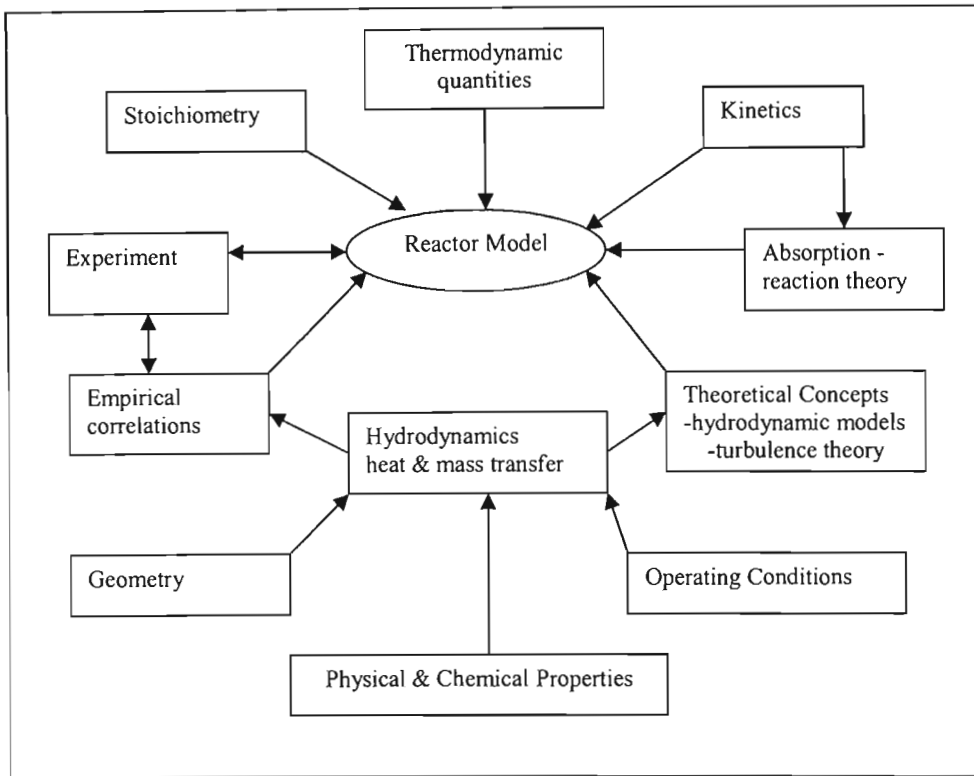 Thermodynamic
quantities
Stoichiometry
Kinetics
Reactor Model
Experiment
Absorption -
reaction theory
Empirical
correlations
Hydrodynamics
heat & mass transfer
Theoretical Concepts
-hydrodynamic models
-turbulence theory
Geometry
Operating Conditions
Physical & Chemical Properties